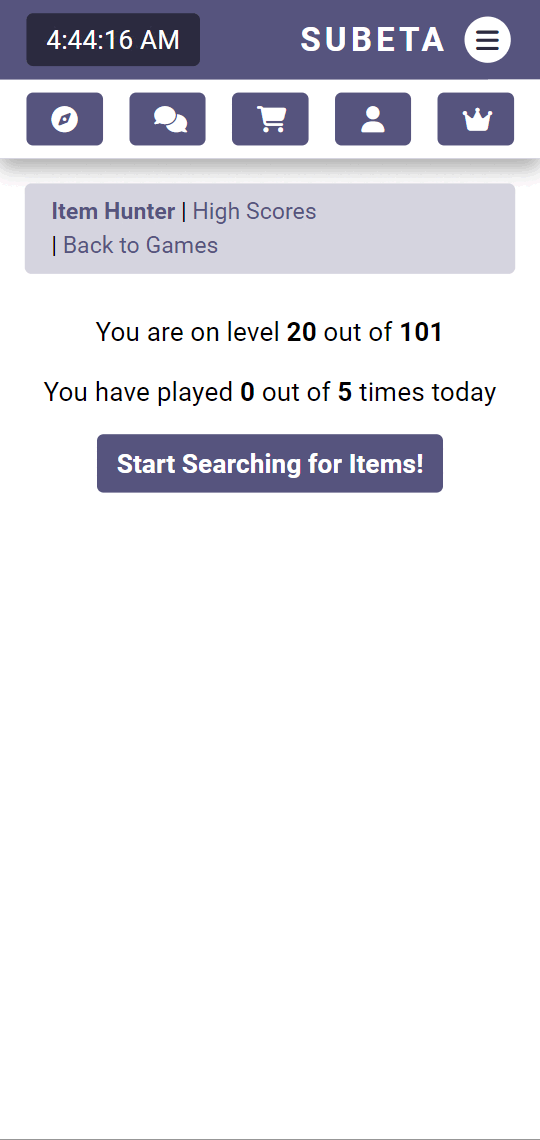 4:44:16 AM SUBETA
Item Hunter | High Scores
| Back to Games
You are on level 20 out of 101
You have played 0 out of 5 times today
Start Searching for Items!